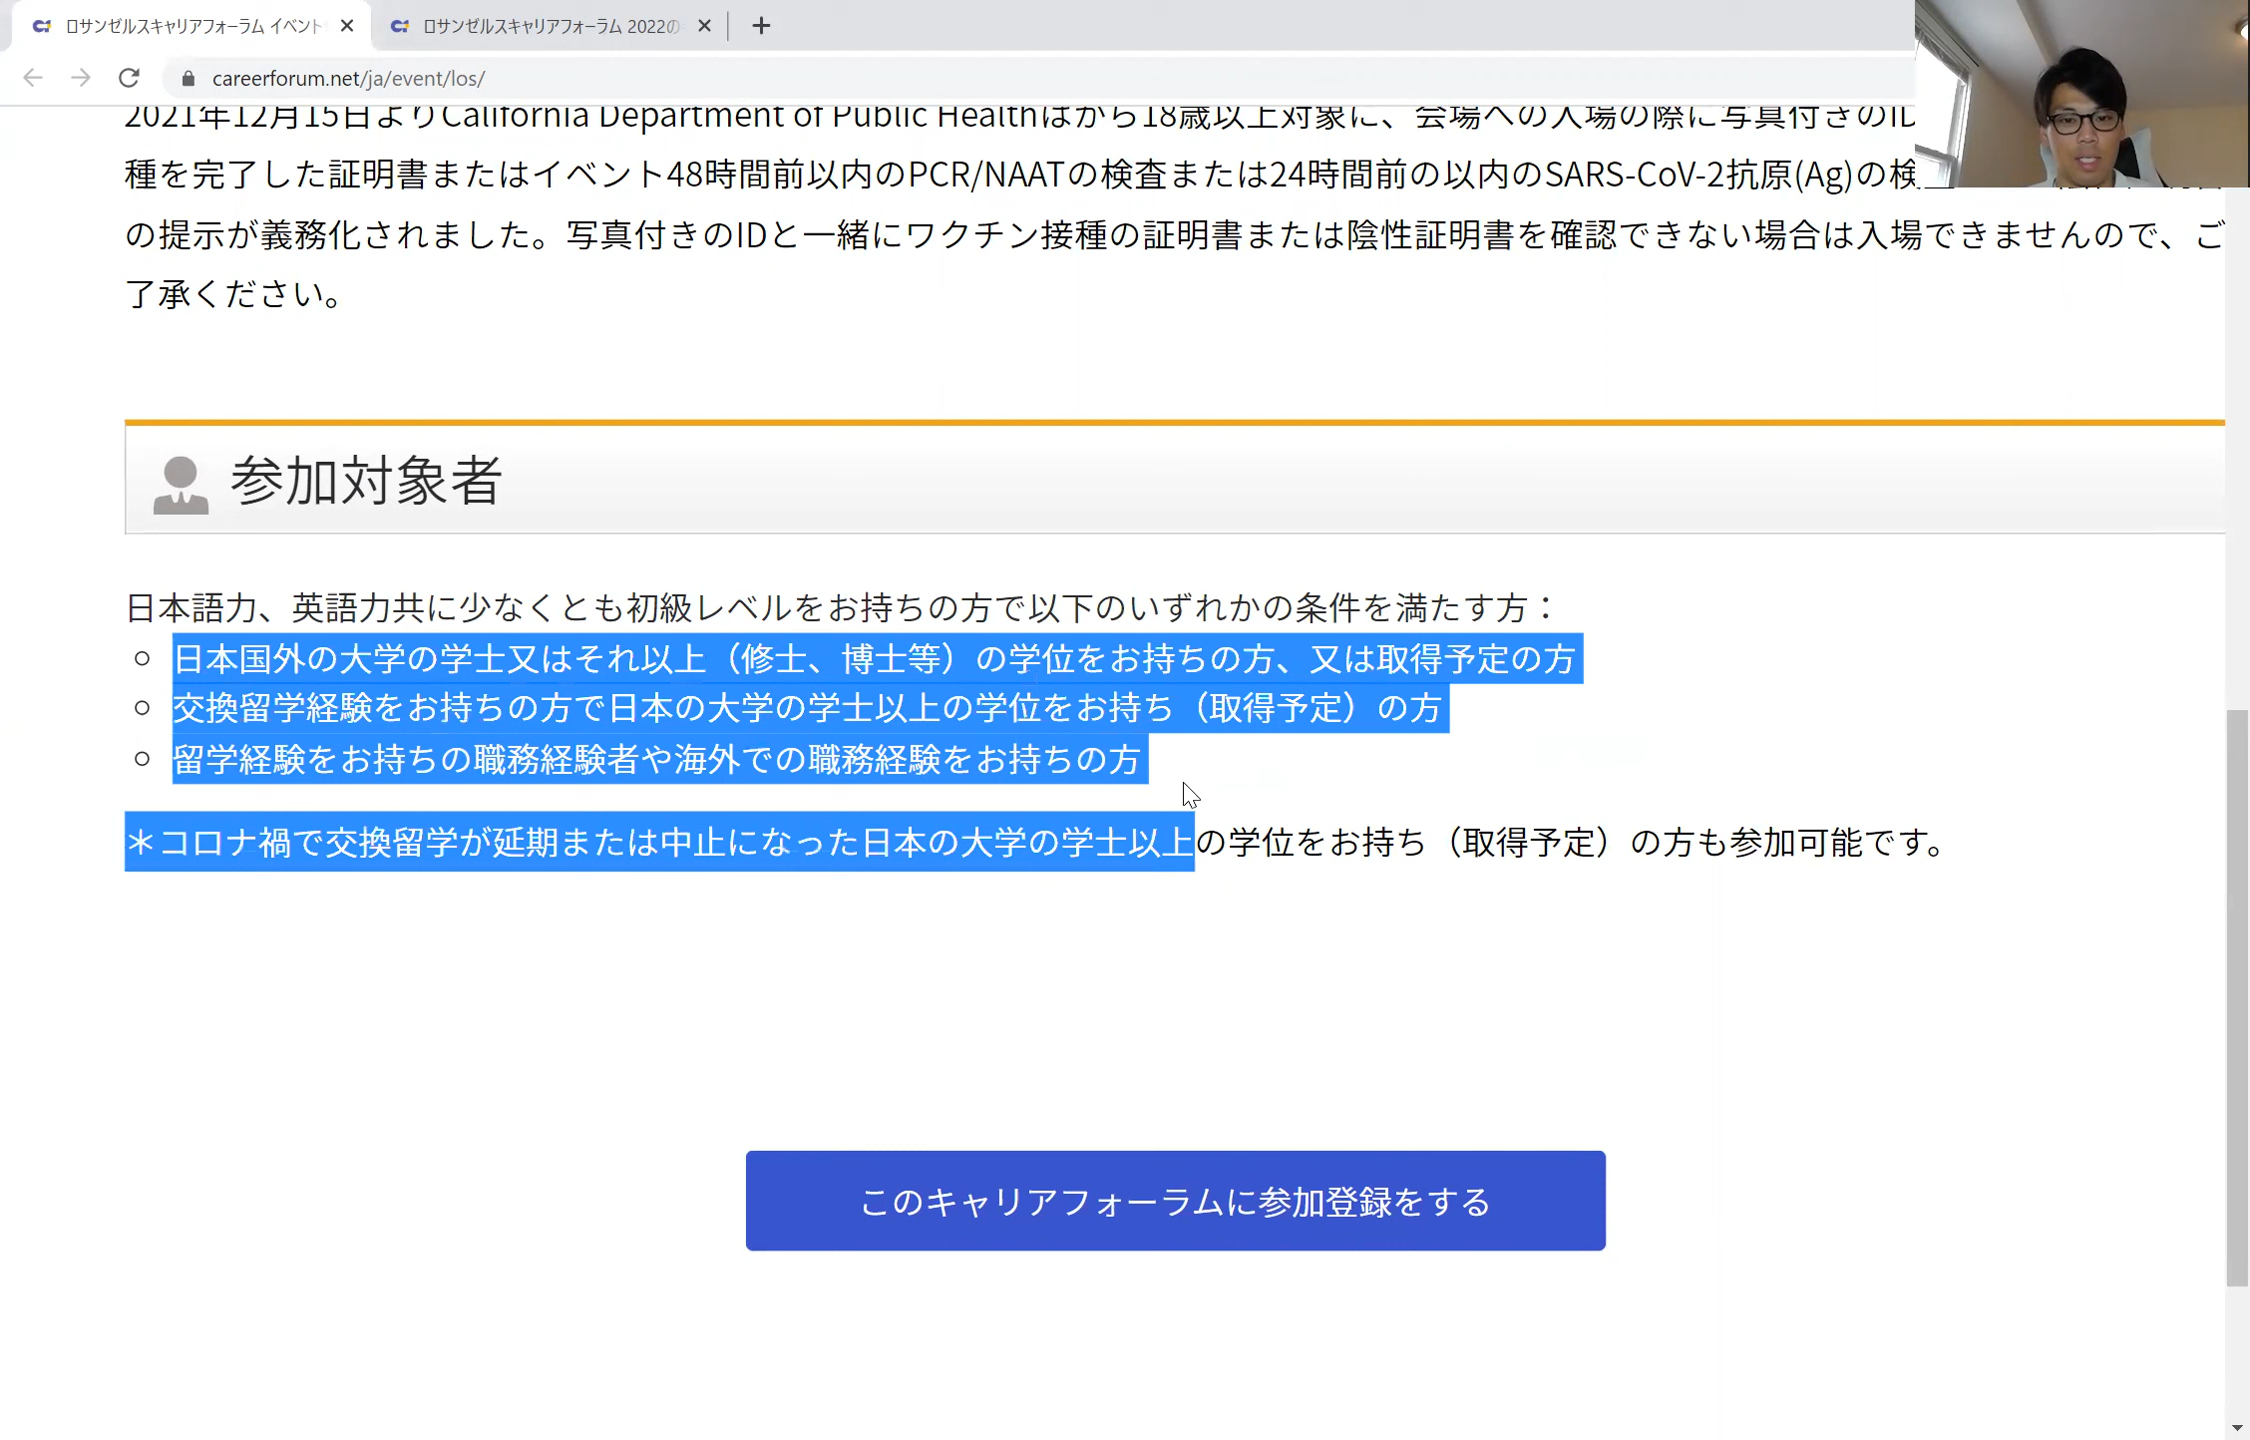 ロサンゼルスキャリアフォーラム イベント
ロサンゼルスキャリアフォーラム 2022の
careerforum.net/ja/event/los/
2021年12月15日よりCalifornia Department of Public Healthほから18歳以上対象に、会場への入場の際に写真付きのID
種を完了した証明書またはイベント48時間前以内のPCR/NAATの検査または24時間前の以内のSARS-CoV-2抗原(Ag)の検
の提示が義務化されました。写真付きのIDと一緒にワクチン接種の証明書または陰性証明書を確認できない場合は入場できませんので、ご
了承ください。
参加対象者
日本語力、英語力共に少なくとも初級レベルをお持ちの方で以下のいずれかの条件を満たす方：
日本国外の大学の学士又はそれ以上（修士、博士等）の学位をお持ちの方、又は取得予定の方
交換留学経験をお持ちの方で日本の大学の学士以上の学位をお持ち（取得予定）の方
留学経験をお持ちの職務経験者や海外での職務経験をお持ちの方
＊コロナ禍で交換留学が延期または中止になった日本の大学の学士以上の学位をお持ち（取得予定）の方も参加可能です。
このキャリアフォーラムに参加登録をする